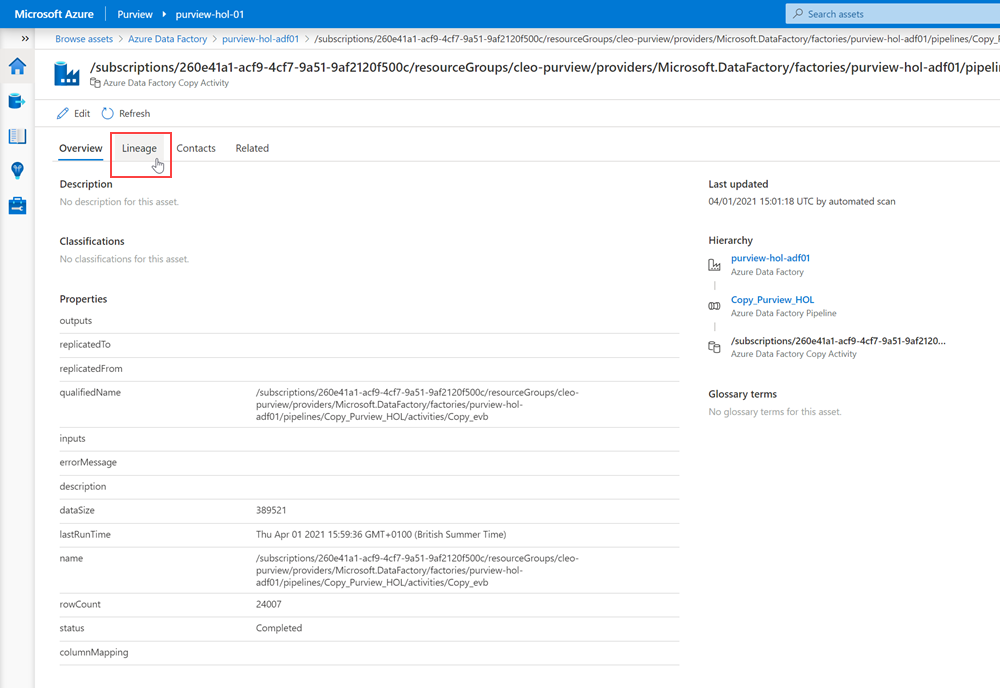 Microsoft Azure Purview purview-hol-01 Search assets
Browse assets > Azure Data Factory > purview-hol-adf01 > /subscriptions/260e41a1-acf9-4cf7-9a51-9af2120f500c/resourceGroups/cleo-purview/providers/Microsoft.DataFactory/factories/purview-hol-adf01/pipelines/Copy_
/subscriptions/260e41a1-acf9-4cf7-9a51-9af2120f500c/resourceGroups/cleo-purview/providers/Microsoft.DataFactory/factories/purview-hol-adf01/pipelin
Azure Data Factory Copy Activity
Edit Refresh
Overview Lineage Contacts Related
Description
No description for this asset.
Classifications
No classifications for this asset.
Properties
outputs
replicatedTo
replicatedFrom
qualifiedName /subscriptions/260e41a1-acf9-4cf7-9a51-9af2120f500c/resourceGroups/cleo-
purview/providers/Microsoft.DataFactory/factories/purview-hol-
adf01/pipelines/Copy_Purview_HOL/activities/Copy_evb
inputs
errorMessage
description
dataSize 389521
lastRunTime Thu Apr 01 2021 15:59:36 GMT+0100 (British Summer Time)
name /subscriptions/260e41a1-acf9-4cf7-9a51-9af2120f500c/resourceGroups/cleo-
purview/providers/Microsoft.DataFactory/factories/purview-hol-
adf01/pipelines/Copy_Purview_HOL/activities/Copy_evb
rowCount 24007
status Completed
columnMapping
Last updated
04/01/2021 15:01:18 UTC by automated scan
Hierarchy
purview-hol-adf01
Azure Data Factory
Copy_Purview_HOL
Azure Data Factory Pipeline
/subscriptions/260e41a1-acf9-4cf7-9a51-9af2120...
Azure Data Factory Copy Activity
Glossary terms
No glossary terms for this asset.